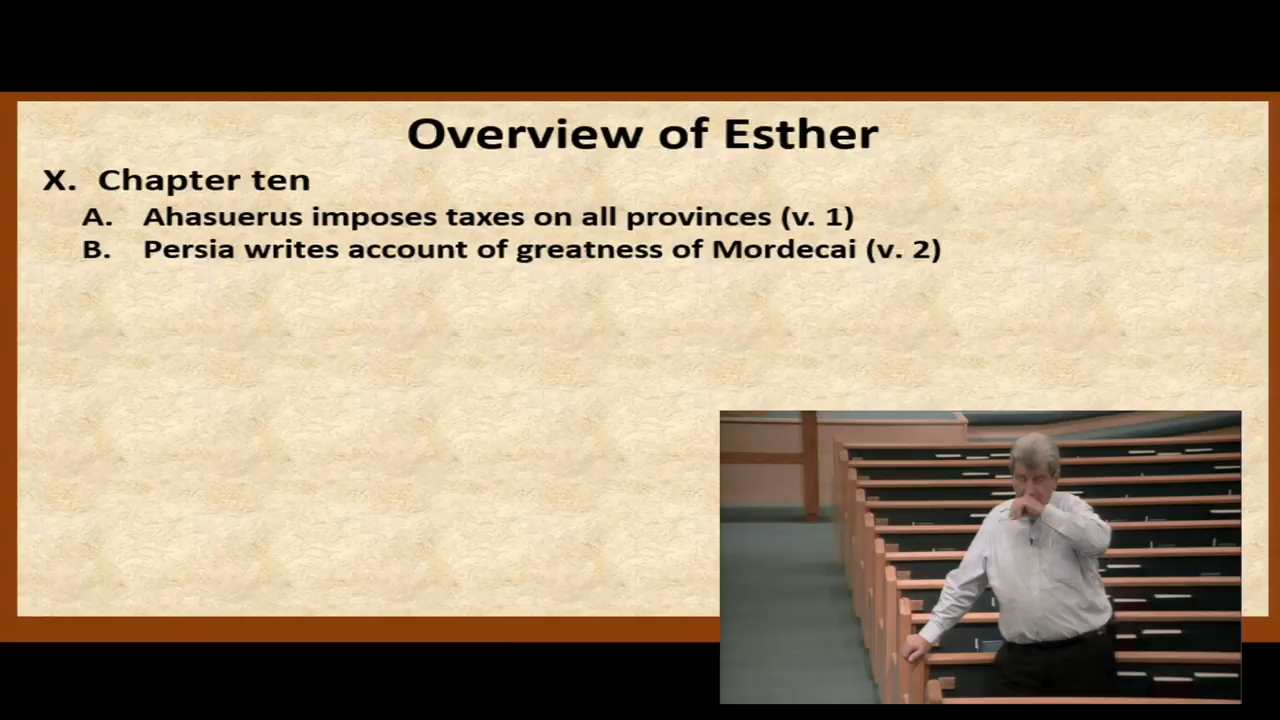 Overview of Esther
X. Chapter ten
A. Ahasuerus imposes taxes on all provinces (v. 1)
B. Persia writes account of greatness of Mordecai (v. 2)